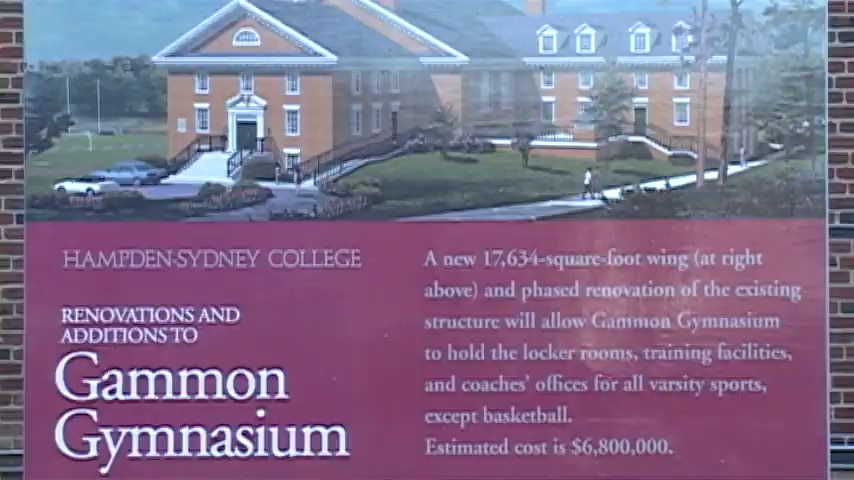 HAMPDEN-SYDNEY COLLEGE
RENOVATIONS AND
ADDITIONS TO
Gammon
Gymnasium
A new 17,634-square-foot wing (at right
above) and phased renovation of the existing
structure will allow Gammon Gymnasium
to hold the locker rooms, training facilities,
and coaches' offices for all varsity sports,
except basketball.
Estimated cost is $6,800,000.